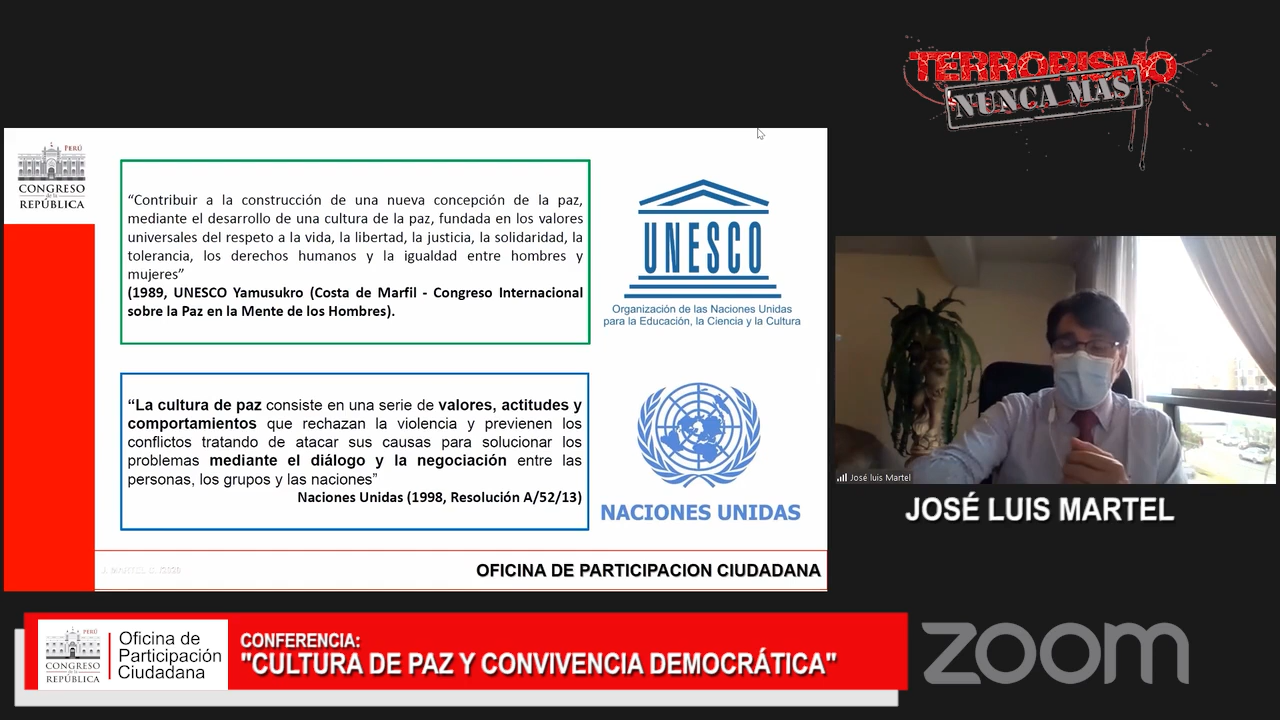 TERRORISMO
NUNCA MÁS
PERÚ
CONGRESO
de la
REPÚBLICA
“Contribuir a la construcción de una nueva concepción de la paz,
mediante el desarrollo de una cultura de la paz, fundada en los valores
universales del respeto a la vida, la libertad, la justicia, la solidaridad, la
tolerancia, los derechos humanos y la igualdad entre hombres y
mujeres”
(1989, UNESCO Yamusukro (Costa de Marfil - Congreso Internacional
sobre la Paz en la Mente de los Hombres).
UNESCO
Organización de las Naciones Unidas
para la Educación, la Ciencia y la Cultura
“La cultura de paz consiste en una serie de valores, actitudes y
comportamientos que rechazan la violencia y previenen los
conflictos tratando de atacar sus causas para solucionar los
problemas mediante el diálogo y la negociación entre las
personas, los grupos y las naciones”
Naciones Unidas (1998, Resolución A/52/13)
NACIONES UNIDAS
OFICINA DE PARTICIPACION CIUDADANA
José luis Martel
JOSÉ LUIS MARTEL
PERÚ
CONGRESO
de la
REPÚBLICA
Oficina de
Participación
Ciudadana
CONFERENCIA:
"CULTURA DE PAZ Y CONVIVENCIA DEMOCRÁTICA"
zoom